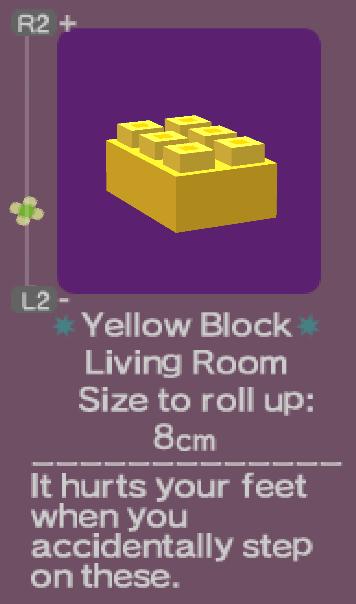 R2 +
L2 -
Yellow Block
Living Room
Size to roll up:
8cm
It hurts your feet
when you
accidentally step
on these.